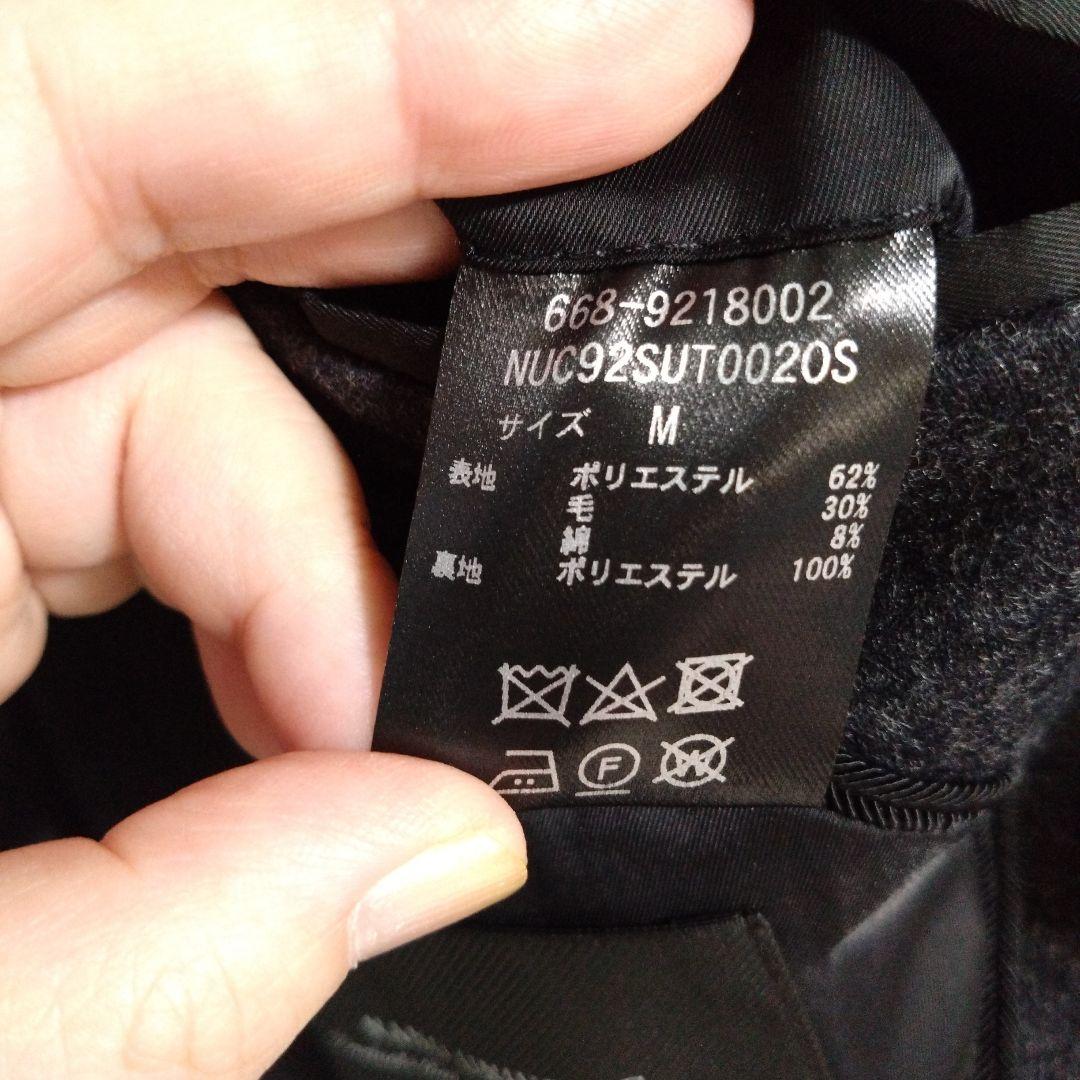 668-9218002
NUC92SUT0020S
サイズ M
表地 ポリエステル 62%
毛 30%
綿 8%
裏地 ポリエステル 100%
F
W